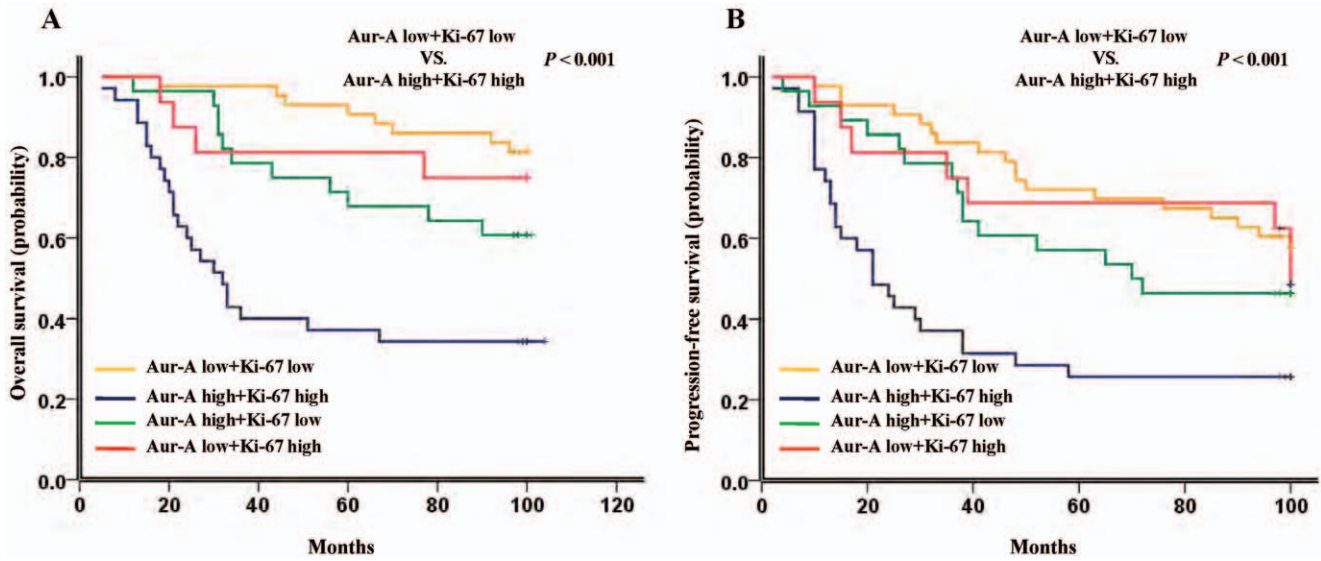 A
Aur-A low+Ki-67 low
VS.
Aur-A high+Ki-67 high
P < 0.001
Overall survival (probability)
1.0
0.8
0.6
0.4
0.2
0.0
Aur-A low+Ki-67 low
Aur-A high+Ki-67 high
Aur-A high+Ki-67 low
Aur-A low+Ki-67 high
0 20 40 60 80 100 120
Months
B
Aur-A low+Ki-67 low
VS.
Aur-A high+Ki-67 high
P < 0.001
Progression-free survival (probability)
1.0
0.8
0.6
0.4
0.2
0.0
Aur-A low+Ki-67 low
Aur-A high+Ki-67 high
Aur-A high+Ki-67 low
Aur-A low+Ki-67 high
0 20 40 60 80 100
Months